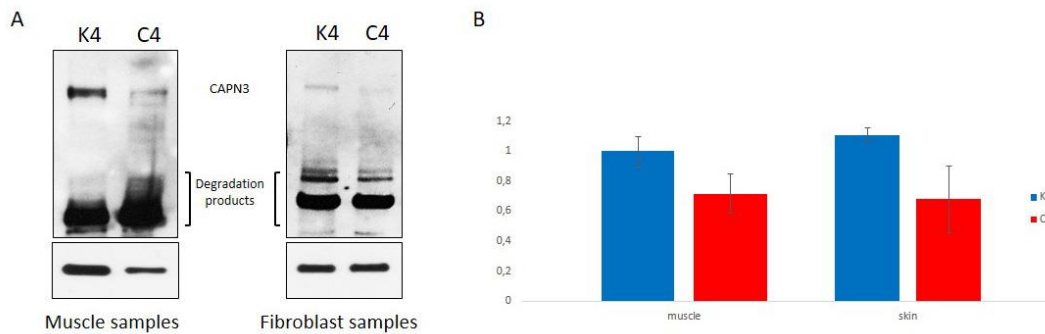 A
K4 C4
CAPN3
K4 C4
Degradation
products
Muscle samples
Fibroblast samples
B
1,2
1
0,8
0,6
0,4
0,2
0
muscle
skin
K
C